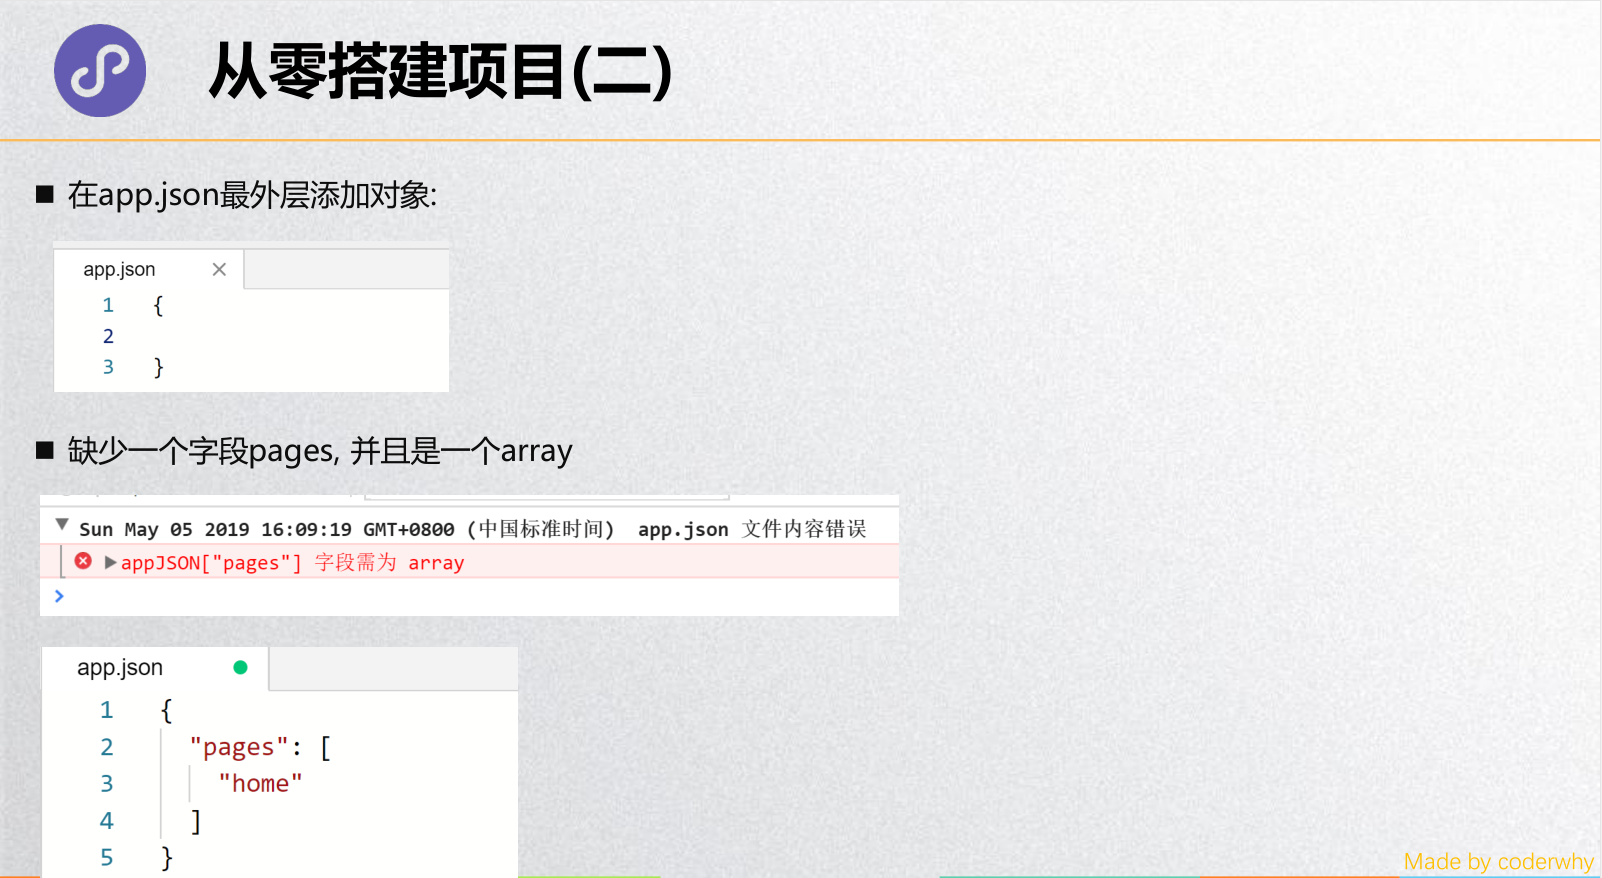 从零搭建项目(二)
在app.json最外层添加对象:
app.json
1 {
2
3 }
缺少一个字段pages, 并且是一个array
Sun May 05 2019 16:09:19 GMT+0800 (中国标准时间) app.json 文件内容错误
appJSON["pages"] 字段需为 array
app.json
1 {
2 "pages": [
3 "home"
4 ]
5 }
Made by coderwhy